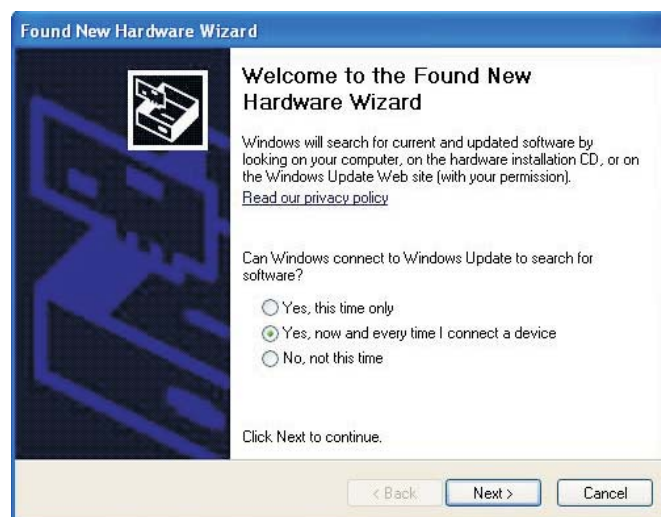 Found New Hardware Wizard
Welcome to the Found New
Hardware Wizard
Windows will search for current and updated software by
looking on your computer, on the hardware installation CD, or on
the Windows Update Web site (with your permission).
Read our privacy policy
Can Windows connect to Windows Update to search for
software?
Yes, this time only
Yes, now and every time I connect a device
No, not this time
Click Next to continue.
< Back
Next >
Cancel